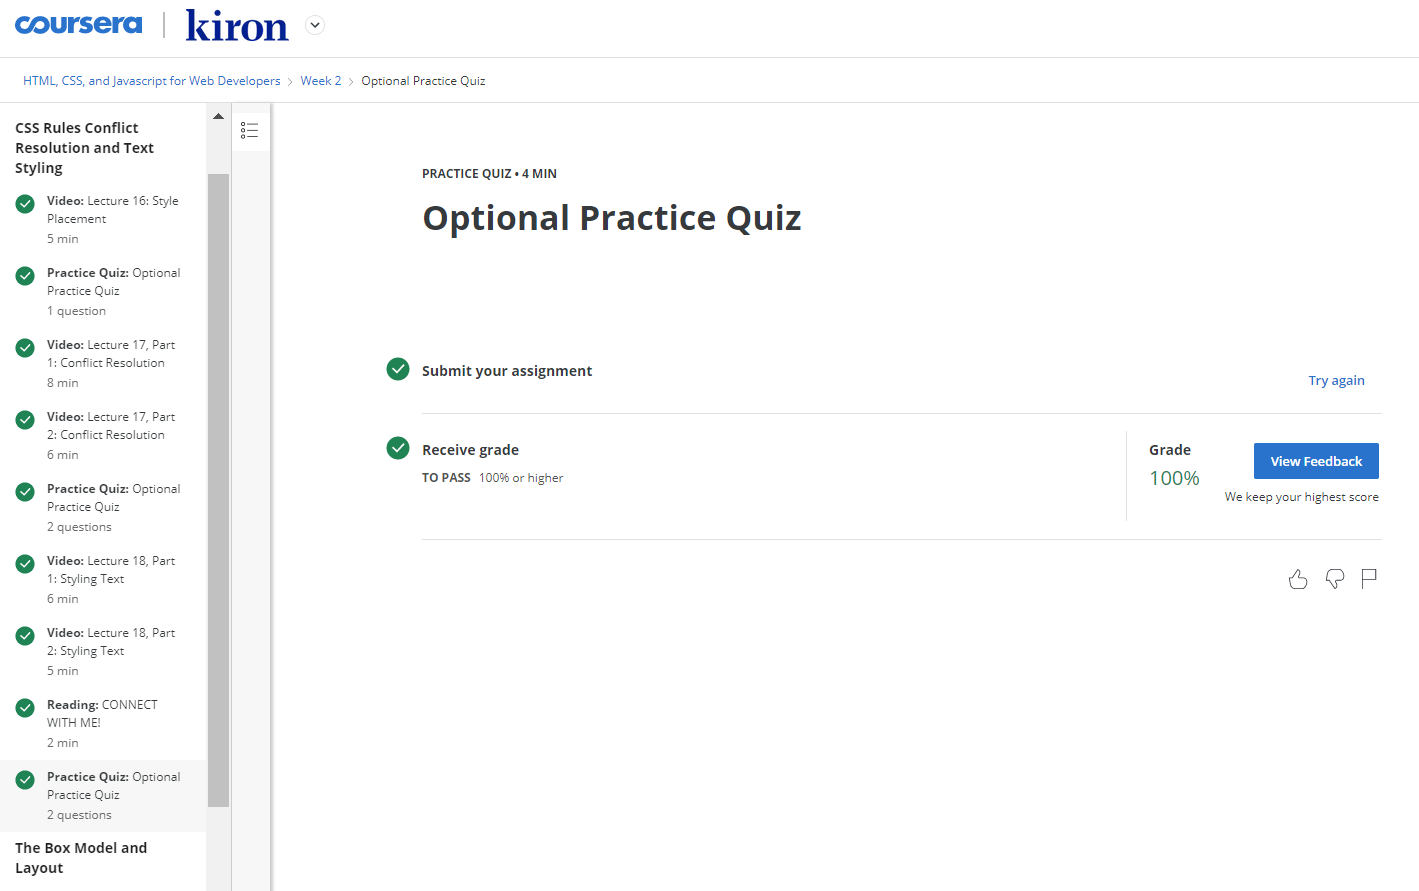 coursera
kiron
HTML, CSS, and Javascript for Web Developers
Week 2
Optional Practice Quiz
CSS Rules Conflict
Resolution and Text
Styling
Video: Lecture 16: Style
Placement
5 min
Practice Quiz: Optional
Practice Quiz
1 question
Video: Lecture 17, Part
1: Conflict Resolution
8 min
Video: Lecture 17, Part
2: Conflict Resolution
6 min
Practice Quiz: Optional
Practice Quiz
2 questions
Video: Lecture 18, Part
1: Styling Text
6 min
Video: Lecture 18, Part
2: Styling Text
5 min
Reading: CONNECT
WITH ME!
2 min
Practice Quiz: Optional
Practice Quiz
2 questions
The Box Model and
Layout
PRACTICE QUIZ • 4 MIN
Optional Practice Quiz
Submit your assignment
Try again
Receive grade
TO PASS 100% or higher
Grade
100%
View Feedback
We keep your highest score